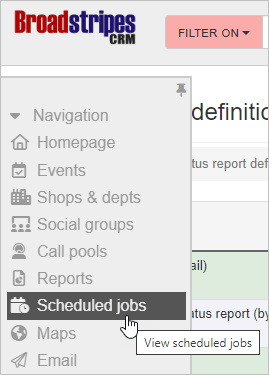 Broadstripes
CRM
FILTER ON
definitio
Navigation
Homepage
tus report def
Events
Shops & depts
Social groups
Call pools
Reports
ail)
Scheduled jobs
atus report (by
Maps
View scheduled jobs
Email